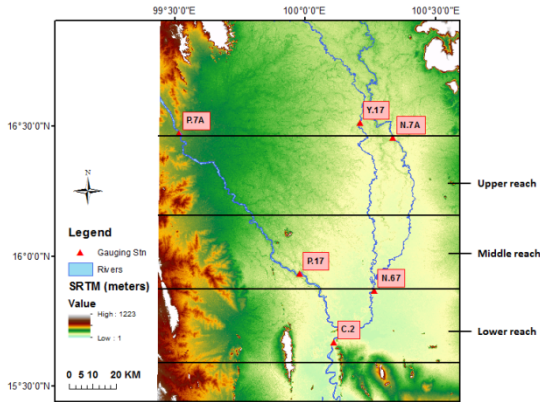 99°30'0"E 100°00'0"E 100°30'0"E
P.7A
Y.17
N.7A
16°30'0"N
Upper reach
N
Legend
Gauging Stn
Rivers
SRTM (meters)
Value
High : 1223
Low : 1
0 5 10 20 KM
16°0'0"N
Middle reach
P.17
N.67
C.2
Lower reach
15°30'0"N